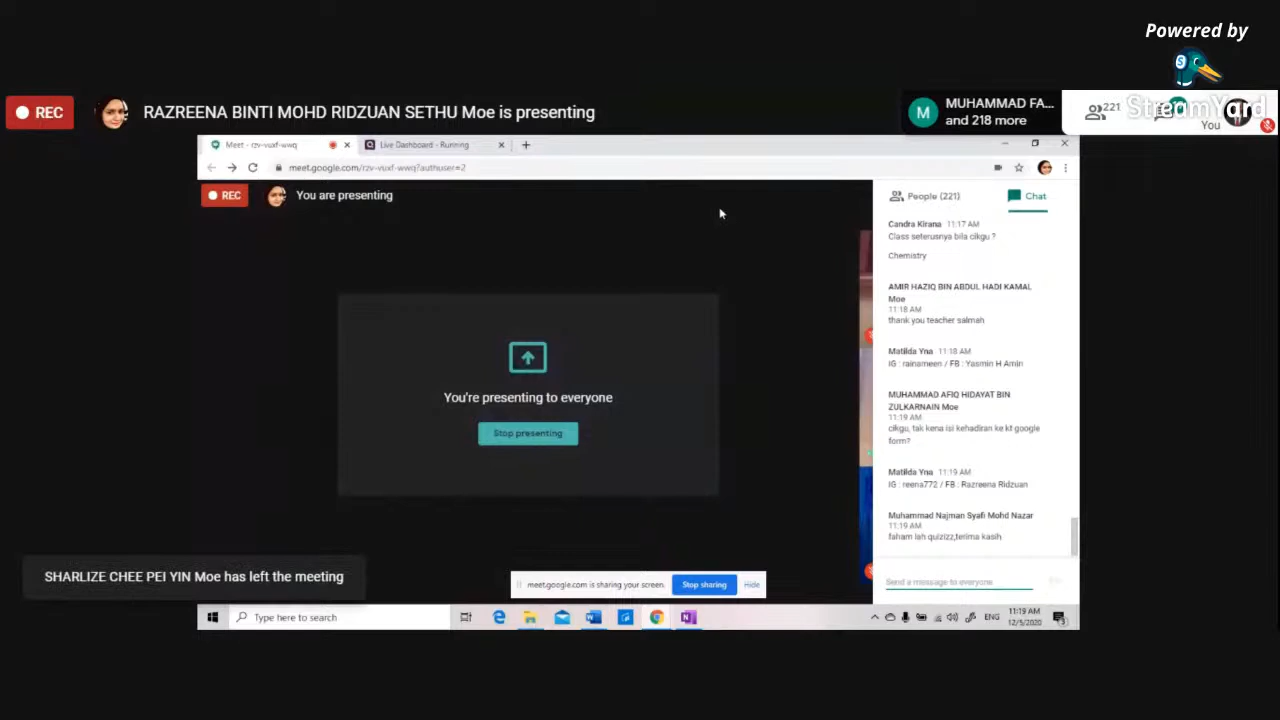 Powered by
StreamYard
REC
RAZREENA BINTI MOHD RIDZUAN SETHU Moe is presenting
M
MUHAMMAD FA...
and 218 more
221
You
Meet - rzv-vuxf-wwq
Live Dashboard - Running
meet.google.com/rzv-vuxf-wwq?authuser=2
REC
You are presenting
People (221)
Chat
Candra Kirana 11:17 AM
Class seterusnya bila cikgu ?
Chemistry
AMIR HAZIQ BIN ABDUL HADI KAMAL
Moe
11:18 AM
thank you teacher salmah
Matilda Yna 11:18 AM
IG : rainameen / FB : Yasmin H Amin
MUHAMMAD AFIQ HIDAYAT BIN
ZULKARNAIN Moe
11:19 AM
cikgu, tak kena isi kehadiran ke kt google
form?
Matilda Yna 11:19 AM
IG : reena772 / FB : Razreena Ridzuan
Muhammad Najman Syafi Mohd Nazar
11:19 AM
faham lah quizizz,terima kasih
You're presenting to everyone
Stop presenting
SHARLIZE CHEE PEI YIN Moe has left the meeting
meet.google.com is sharing your screen.
Stop sharing
Hide
Send a message to everyone
Type here to search
ENG
11:19 AM
12/5/2020